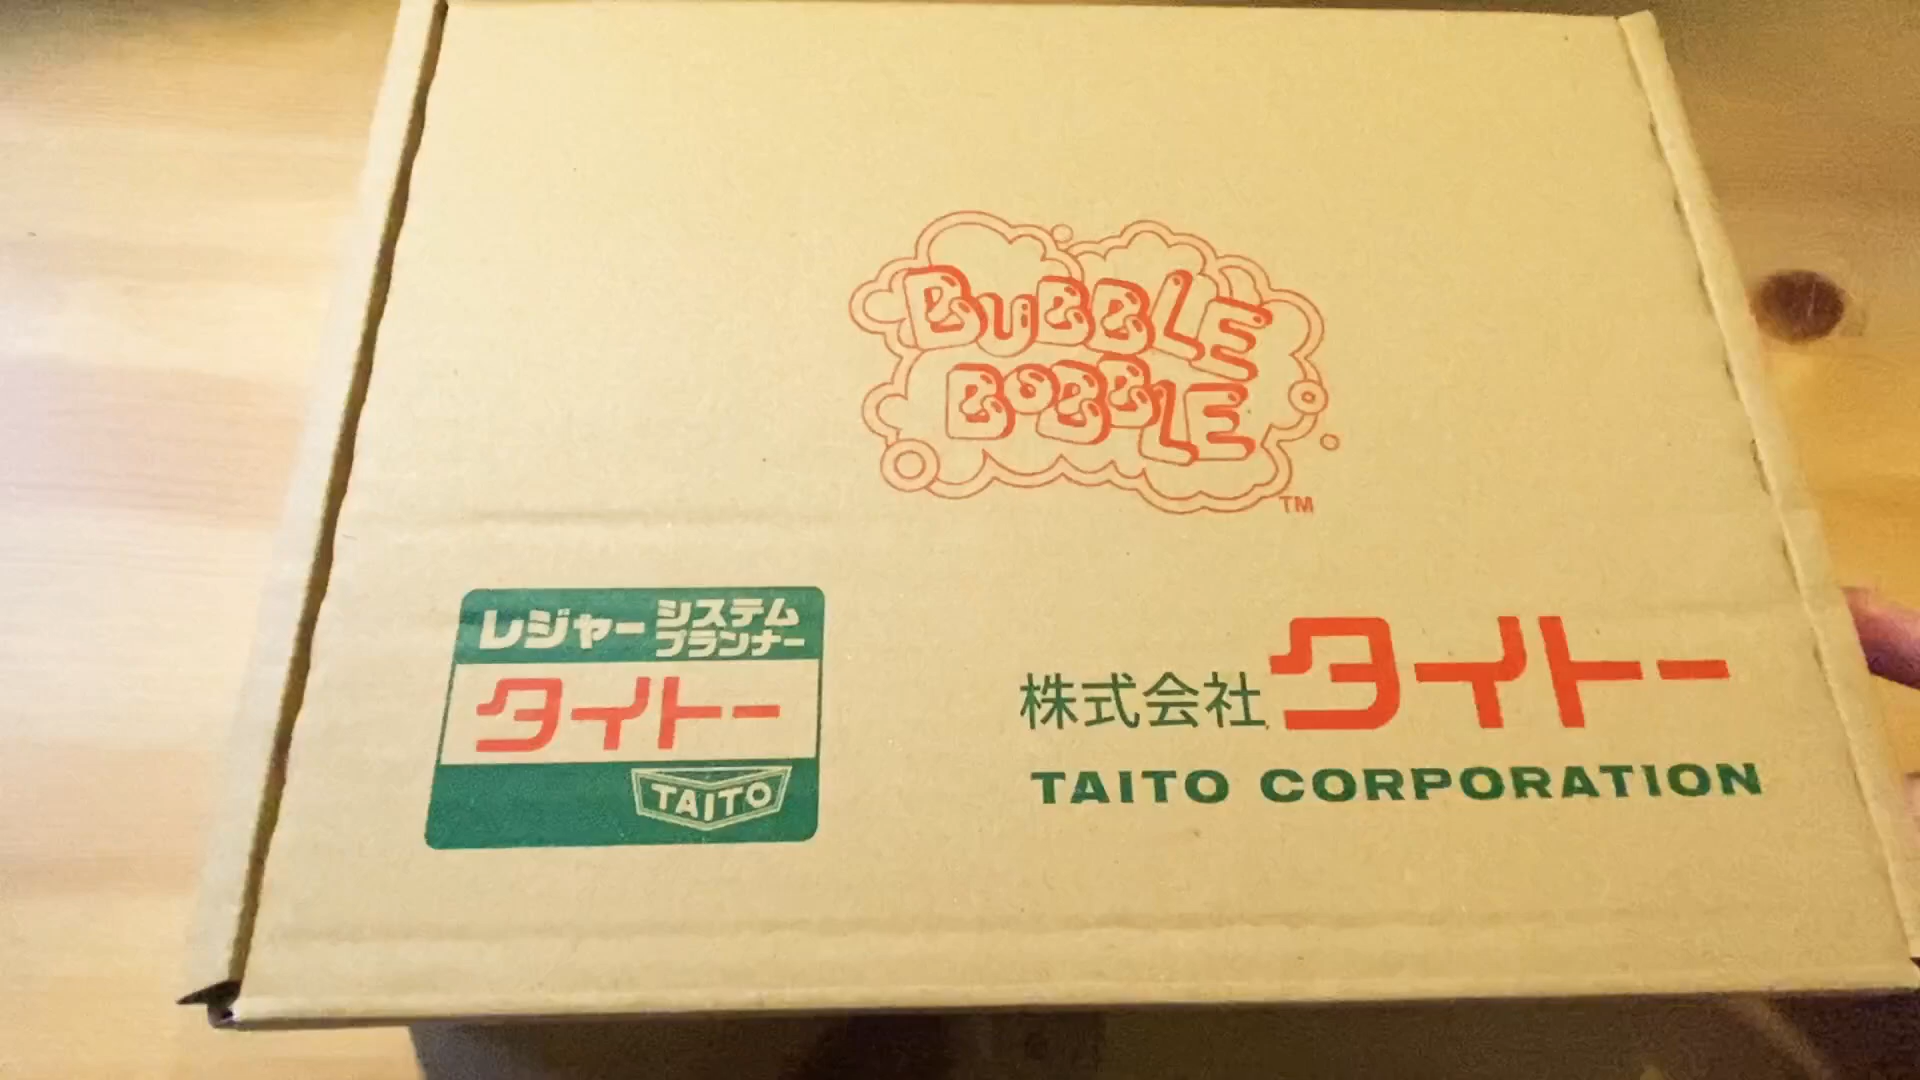 BUBBLE
BOBBLE
TM
レジャーシステム
プランナー
タイトー
TAITO
株式会社タイトー
TAITO CORPORATION